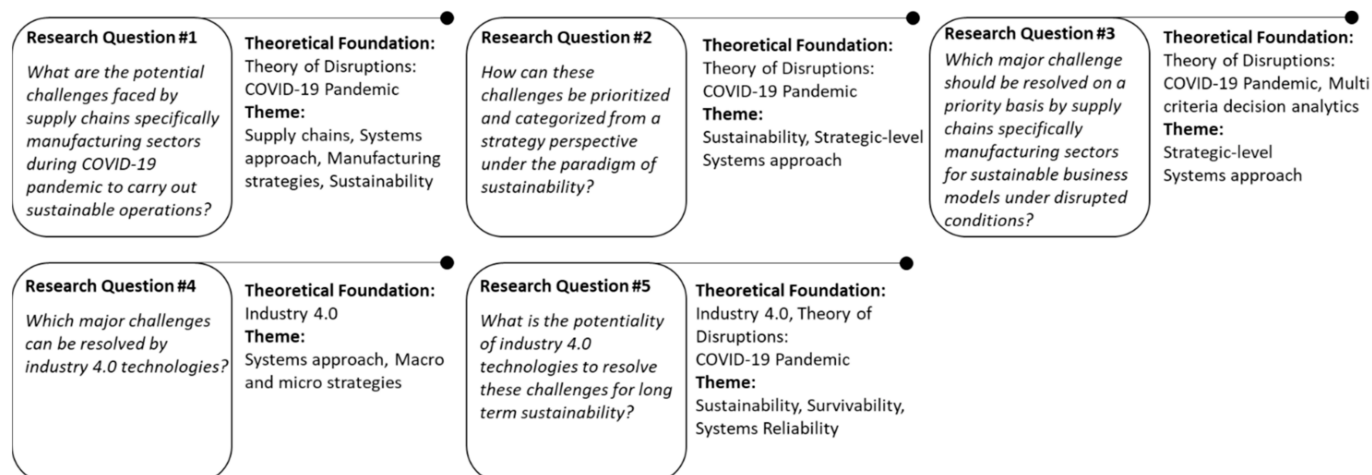 Research Question #1
What are the potential
challenges faced by
supply chains specifically
manufacturing sectors
during COVID-19
pandemic to carry out
sustainable operations?
Theoretical Foundation:
Theory of Disruptions:
COVID-19 Pandemic
Theme:
Supply chains, Systems
approach, Manufacturing
strategies, Sustainability
Research Question #2
How can these
challenges be prioritized
and categorized from a
strategy perspective
under the paradigm of
sustainability?
Theoretical Foundation:
Theory of Disruptions:
COVID-19 Pandemic
Theme:
Sustainability, Strategic-level
Systems approach
Research Question #3
Which major challenge
should be resolved on a
priority basis by supply
chains specifically
manufacturing sectors
for sustainable business
models under disrupted
conditions?
Theoretical Foundation:
Theory of Disruptions:
COVID-19 Pandemic, Multi
criteria decision analytics
Theme:
Strategic-level
Systems approach
Research Question #4
Which major challenges
can be resolved by
industry 4.0 technologies?
Theoretical Foundation:
Industry 4.0
Theme:
Systems approach, Macro
and micro strategies
Research Question #5
What is the potentiality
of industry 4.0
technologies to resolve
these challenges for long
term sustainability?
Theoretical Foundation:
Industry 4.0, Theory of
Disruptions:
COVID-19 Pandemic
Theme:
Sustainability, Survivability,
Systems Reliability